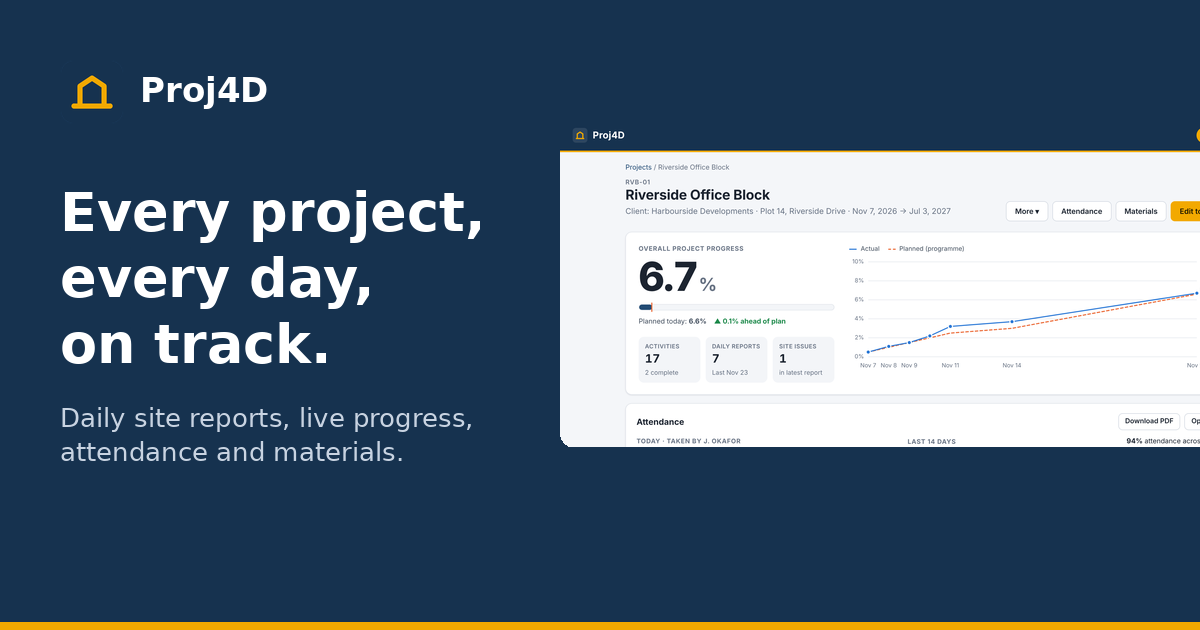 Proj4D
Every project,
every day,
on track.
Daily site reports, live progress,
attendance and materials.
Proj4D
Projects / Riverside Office Block
RVB-01
Riverside Office Block
Client: Harbourside Developments · Plot 14, Riverside Drive · Nov 7, 2026 → Jul 3, 2027
More ▾ Attendance Materials Edit to
OVERALL PROJECT PROGRESS
6.7 %
Planned today: 6.6% ▲ 0.1% ahead of plan
ACTIVITIES
17
2 complete
DAILY REPORTS
7
Last Nov 23
SITE ISSUES
1
in latest report
Actual Planned (programme)
10%
8%
6%
4%
2%
0%
Nov 7 Nov 8 Nov 9 Nov 11 Nov 14 Nov
Attendance
Download PDF Op
TODAY · TAKEN BY J. OKAFOR
LAST 14 DAYS
94% attendance acros